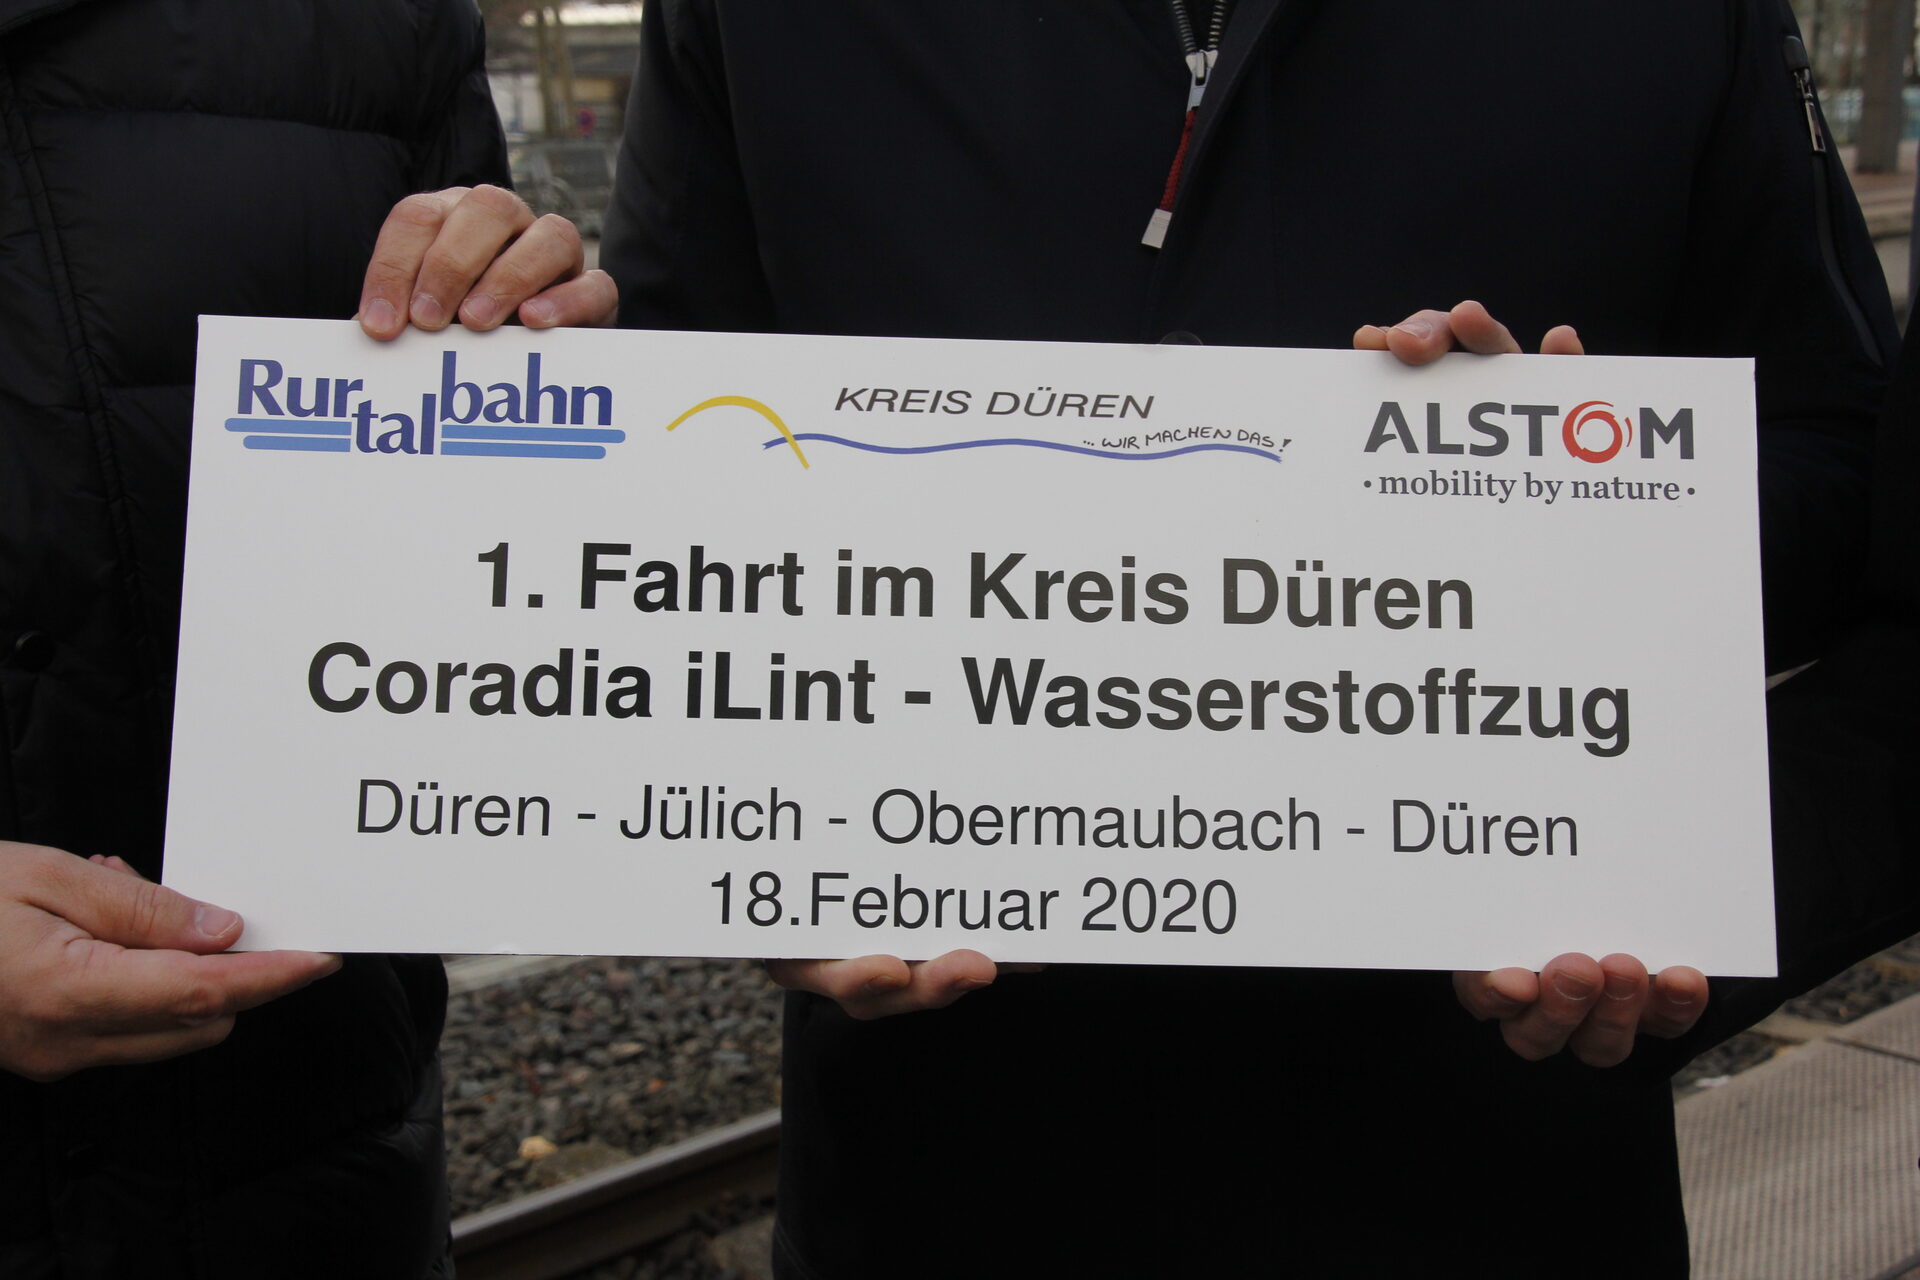 Rurtalbahn
KREIS DÜREN
... WIR MACHEN DAS!
ALSTOM
• mobility by nature •
1. Fahrt im Kreis Düren
Coradia iLint - Wasserstoffzug
Düren - Jülich - Obermaubach - Düren
18.Februar 2020